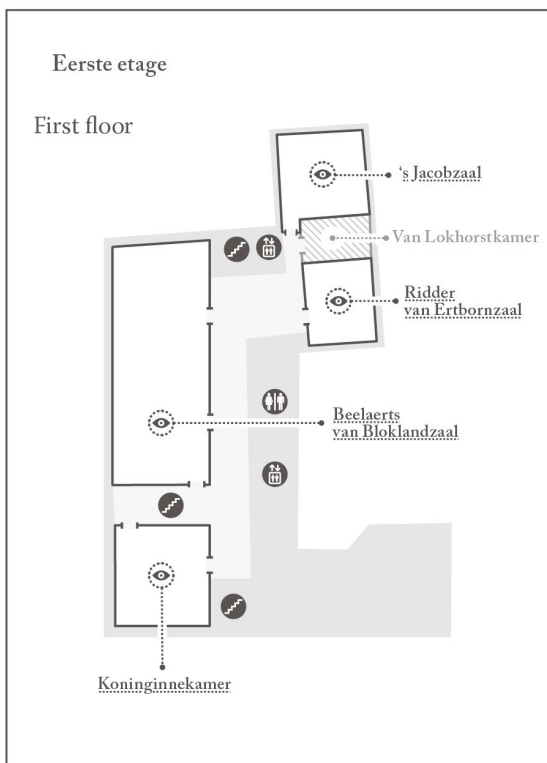 Eerste etage
First floor
‘s Jacobzaal
Van Lokhorstkamer
Ridder
van Ertbornzaal
Beelaerts
van Bloklandzaal
Koninginnekamer